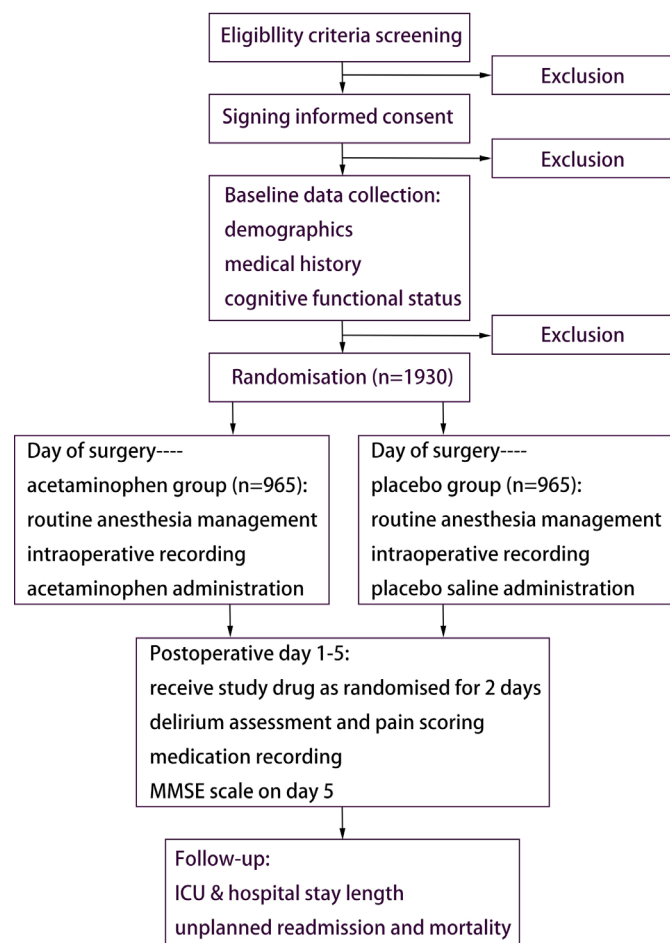 Eligibllity criteria screening
Exclusion
Signing informed consent
Exclusion
Baseline data collection:
demographics
medical history
cognitive functional status
Exclusion
Randomisation (n=1930)
Day of surgery----
acetaminophen group (n=965):
routine anesthesia management
intraoperative recording
acetaminophen administration
Day of surgery----
placebo group (n=965):
routine anesthesia management
intraoperative recording
placebo saline administration
Postoperative day 1-5:
receive study drug as randomised for 2 days
delirium assessment and pain scoring
medication recording
MMSE scale on day 5
Follow-up:
ICU & hospital stay length
unplanned readmission and mortality